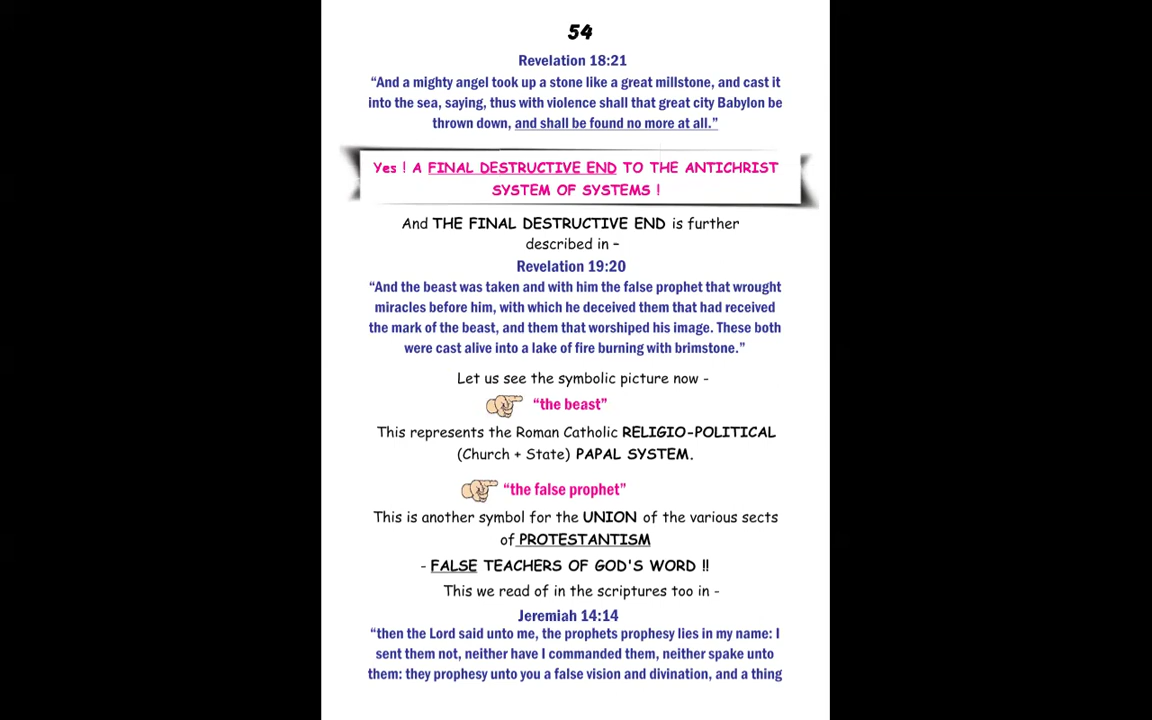 54
Revelation 18:21
“And a mighty angel took up a stone like a great millstone, and cast it
into the sea, saying, thus with violence shall that great city Babylon be
thrown down, and shall be found no more at all.”
Yes ! A FINAL DESTRUCTIVE END TO THE ANTICHRIST
SYSTEM OF SYSTEMS !
And THE FINAL DESTRUCTIVE END is further
described in –
Revelation 19:20
“And the beast was taken and with him the false prophet that wrought
miracles before him, with which he deceived them that had received
the mark of the beast, and them that worshiped his image. These both
were cast alive into a lake of fire burning with brimstone.”
Let us see the symbolic picture now -
“the beast”
This represents the Roman Catholic RELIGIO-POLITICAL
(Church + State) PAPAL SYSTEM.
“the false prophet”
This is another symbol for the UNION of the various sects
of PROTESTANTISM
- FALSE TEACHERS OF GOD'S WORD !!
This we read of in the scriptures too in -
Jeremiah 14:14
“then the Lord said unto me, the prophets prophesy lies in my name: I
sent them not, neither have I commanded them, neither spake unto
them: they prophesy unto you a false vision and divination, and a thing